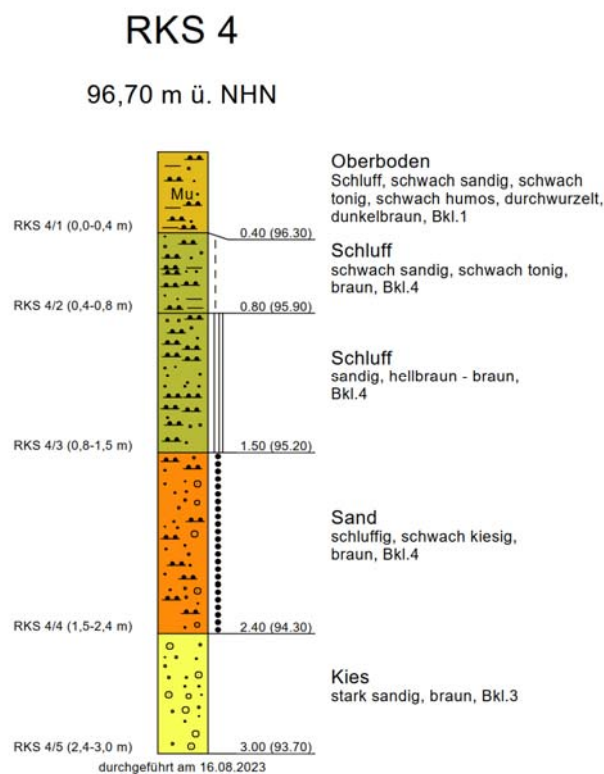 RKS 4
96,70 m ü. NHN
Mu
Oberboden
Schluff, schwach sandig, schwach
tonig, schwach humos, durchwurzelt,
dunkelbraun, Bkl.1
RKS 4/1 (0,0-0,4 m)
0.40 (96.30)
Schluff
schwach sandig, schwach tonig,
braun, Bkl.4
RKS 4/2 (0,4-0,8 m)
0.80 (95.90)
Schluff
sandig, hellbraun - braun,
Bkl.4
RKS 4/3 (0,8-1,5 m)
1.50 (95.20)
Sand
schluffig, schwach kiesig,
braun, Bkl.4
RKS 4/4 (1,5-2,4 m)
2.40 (94.30)
Kies
stark sandig, braun, Bkl.3
RKS 4/5 (2,4-3,0 m)
3.00 (93.70)
durchgeführt am 16.08.2023